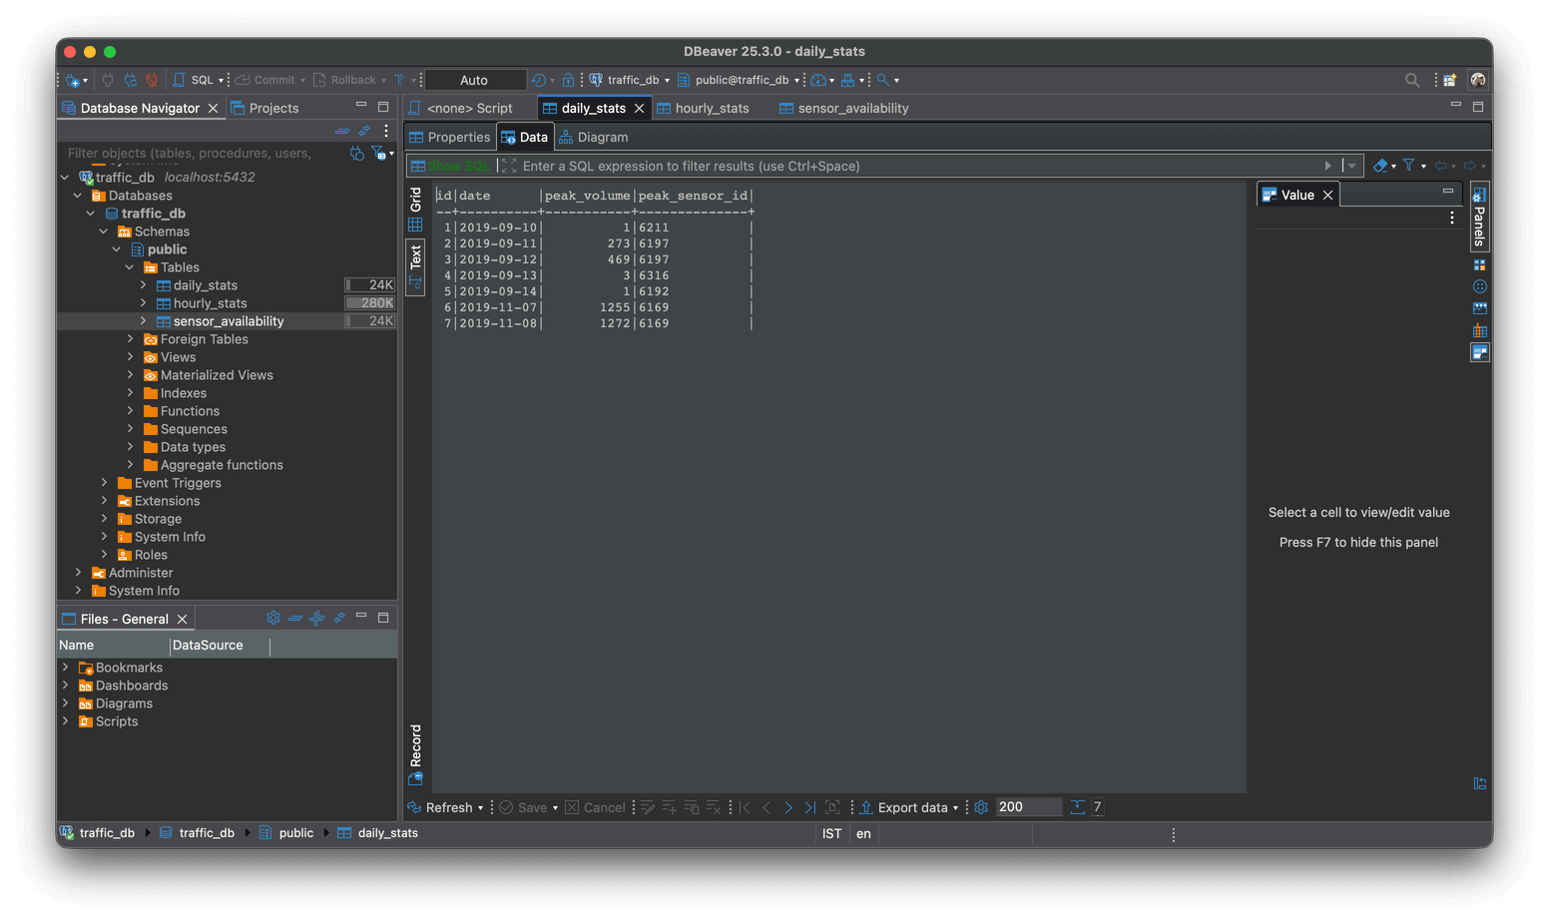 DBeaver 25.3.0 - daily_stats
SQL Commit Rollback T Auto traffic_db public@traffic_db
Database Navigator Projects
<none> Script daily_stats hourly_stats sensor_availability
Properties Data Diagram
Filter objects (tables, procedures, users,
Show SQL Enter a SQL expression to filter results (use Ctrl+Space)
traffic_db localhost:5432
Databases
traffic_db
Schemas
public
Tables
daily_stats 24K
hourly_stats 280K
sensor_availability 24K
Foreign Tables
Views
Materialized Views
Indexes
Functions
Sequences
Data types
Aggregate functions
Event Triggers
Extensions
Storage
System Info
Roles
Administer
System Info
Files - General
Name DataSource
Bookmarks
Dashboards
Diagrams
Scripts
Grid
Text
Record
id|date      |peak_volume|peak_sensor_id|
--+----------+-----------+--------------+
 1|2019-09-10|          1|6211          |
 2|2019-09-11|        273|6197          |
 3|2019-09-12|        469|6197          |
 4|2019-09-13|          3|6316          |
 5|2019-09-14|          1|6192          |
 6|2019-11-07|       1255|6169          |
 7|2019-11-08|       1272|6169          |
Value
Panels
Select a cell to view/edit value
Press F7 to hide this panel
Refresh Save Cancel Export data 200 7
traffic_db traffic_db public daily_stats IST en